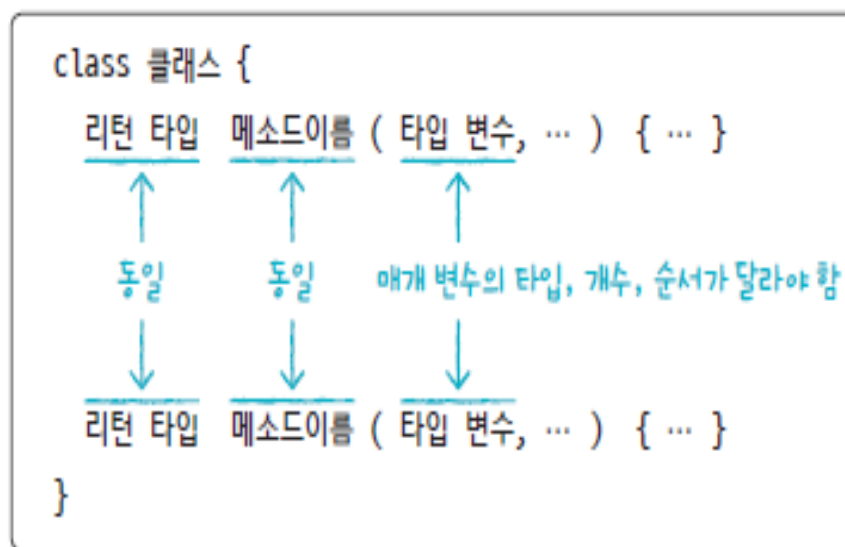 class 클래스 {
리턴 타입 메소드이름 ( 타입 변수, … ) { … }
동일 동일 매개 변수의 타입, 개수, 순서가 달라야 함
리턴 타입 메소드이름 ( 타입 변수, … ) { … }
}